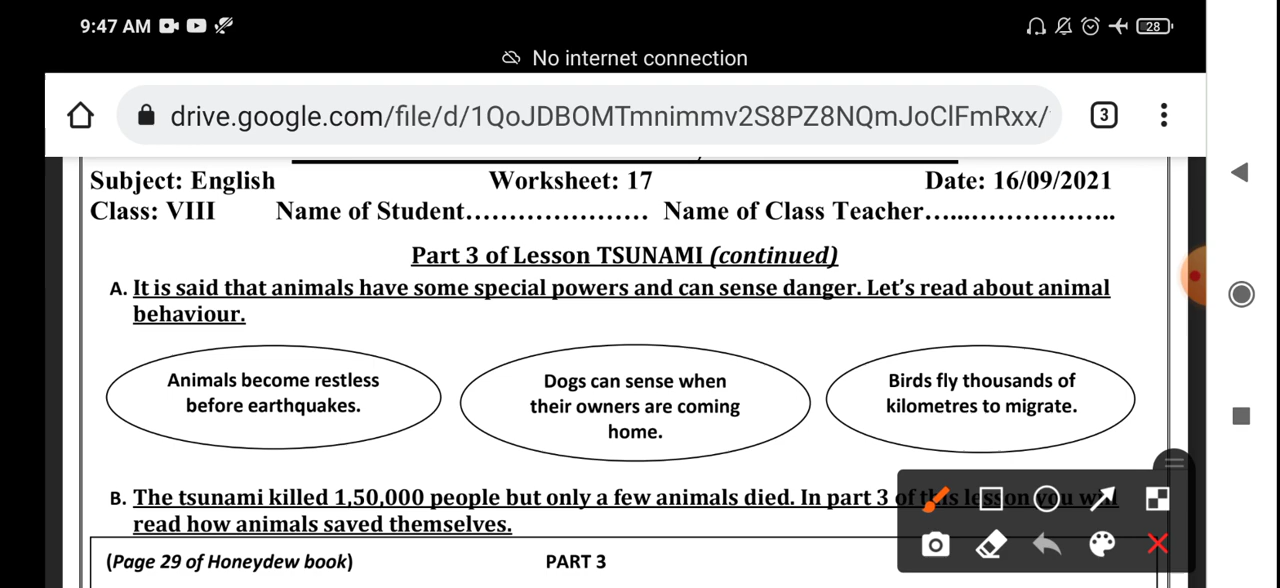 9:47 AM
28
No internet connection
drive.google.com/file/d/1QoJDBOMTmnimmv2S8PZ8NQmJoClFmRxx/
3
Subject: English Worksheet: 17 Date: 16/09/2021
Class: VIII Name of Student..................... Name of Class Teacher........................
Part 3 of Lesson TSUNAMI (continued)
A. It is said that animals have some special powers and can sense danger. Let's read about animal
behaviour.
Animals become restless
before earthquakes.
Dogs can sense when
their owners are coming
home.
Birds fly thousands of
kilometres to migrate.
B. The tsunami killed 1,50,000 people but only a few animals died. In part 3 of this lesson you will
read how animals saved themselves.
(Page 29 of Honeydew book) PART 3